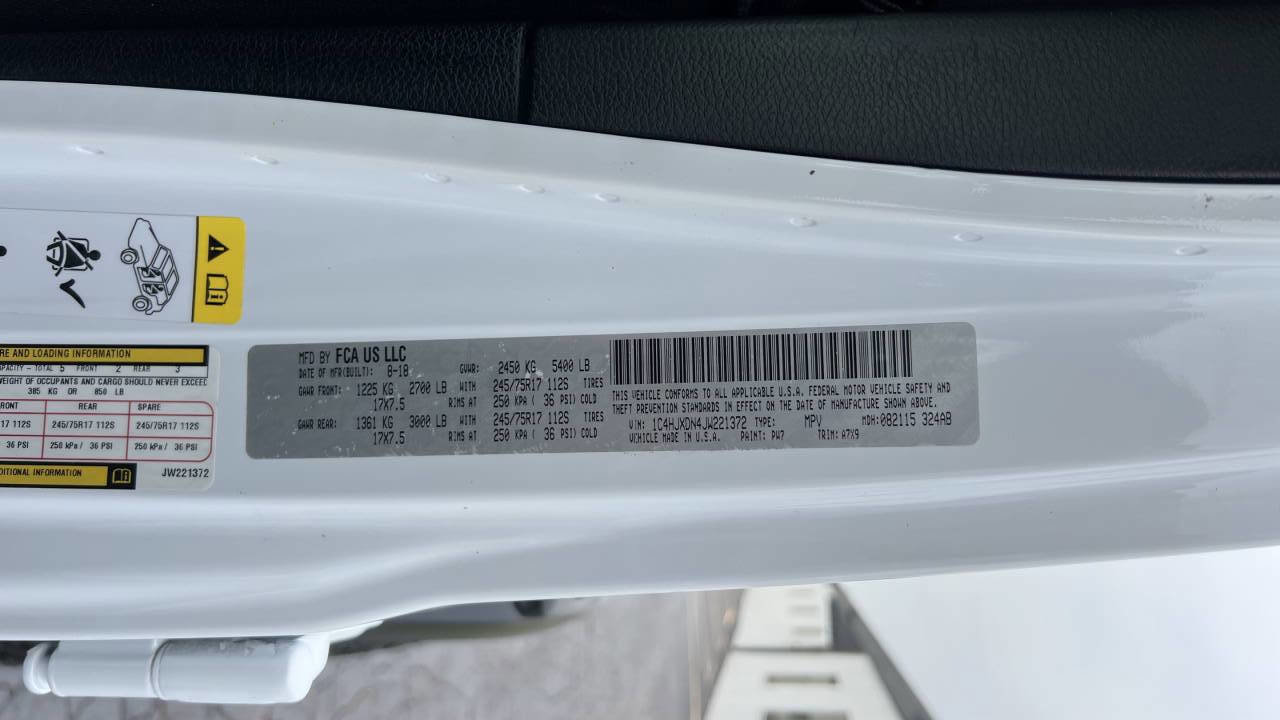 RE AND LOADING INFORMATION
APACITY - TOTAL 5 FRONT 2 REAR 3
WEIGHT OF OCCUPANTS AND CARGO SHOULD NEVER EXCEED
385 KG OR 850 LB
RONT REAR SPARE
R17 112S 245/75R17 112S 245/75R17 112S
36 PSI 250 kPa / 36 PSI 250 kPa / 36 PSI
DITIONAL INFORMATION
JW221372
MFD BY FCA US LLC
DATE OF MFR(BUILT): 8-18 GVWR: 2450 KG 5400 LB
GAWR FRONT: 1225 KG 2700 LB WITH 245/75R17 112S TIRES
17X7.5 RIMS AT 250 KPA ( 36 PSI) COLD
GAWR REAR: 1361 KG 3000 LB WITH 245/75R17 112S TIRES
17X7.5 RIMS AT 250 KPA ( 36 PSI) COLD
THIS VEHICLE CONFORMS TO ALL APPLICABLE U.S.A. FEDERAL MOTOR VEHICLE SAFETY AND
THEFT PREVENTION STANDARDS IN EFFECT ON THE DATE OF MANUFACTURE SHOWN ABOVE.
VIN: 1C4HJXDN4JW221372 TYPE: MPV MDH: 082115 324AB
VEHICLE MADE IN U.S.A. PAINT: PW7 TRIM: A7X9